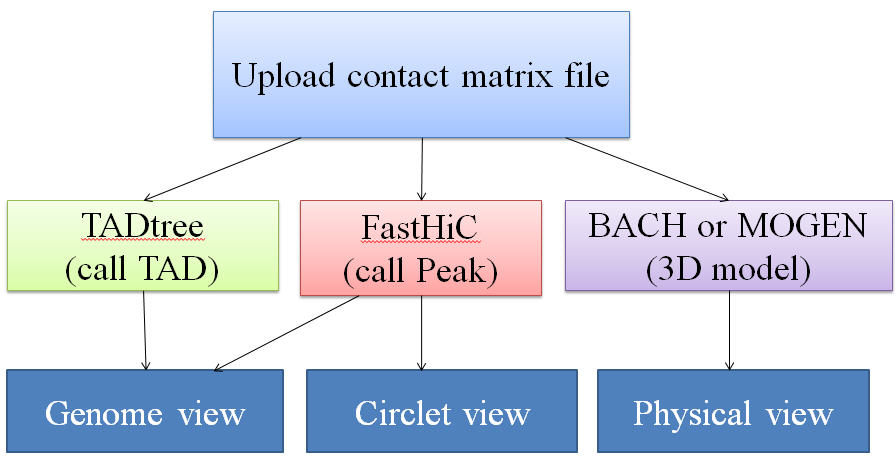 Upload contact matrix file
TADtree
(call TAD)
FastHiC
(call Peak)
BACH or MOGEN
(3D model)
Genome view
Circlet view
Physical view